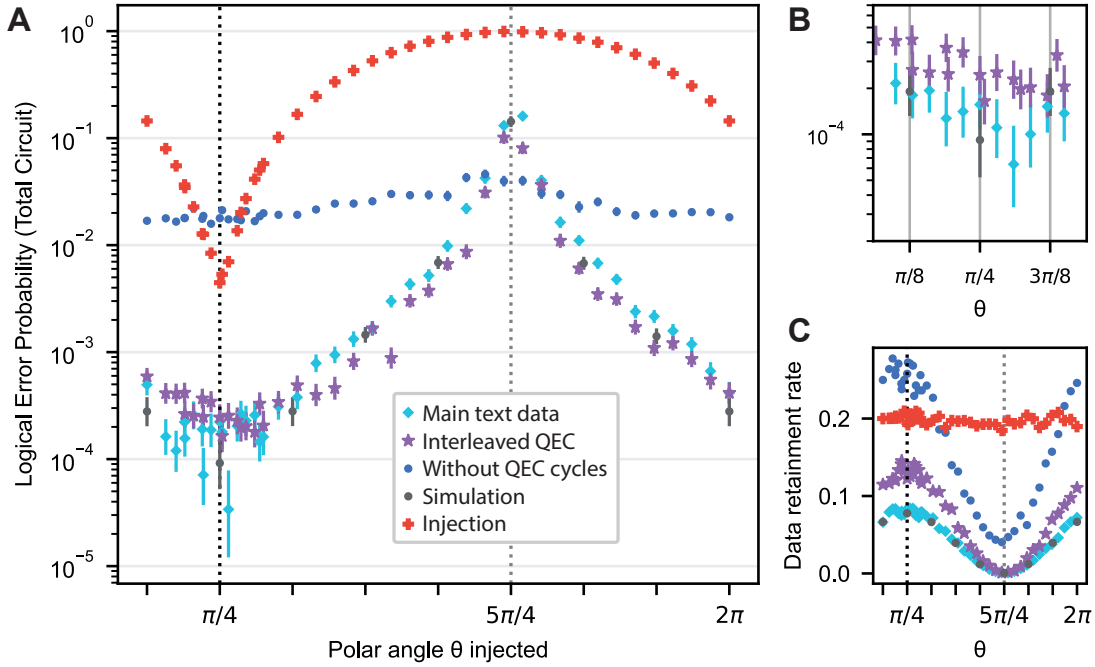 A
Logical Error Probability (Total Circuit)
10⁰
10⁻¹
10⁻²
10⁻³
10⁻⁴
10⁻⁵
Main text data
Interleaved QEC
Without QEC cycles
Simulation
Injection
π/4
5π/4
2π
Polar angle θ injected
B
10⁻⁴
π/8
π/4
3π/8
θ
C
Data retainment rate
0.2
0.1
0.0
π/4
5π/4
2π
θ